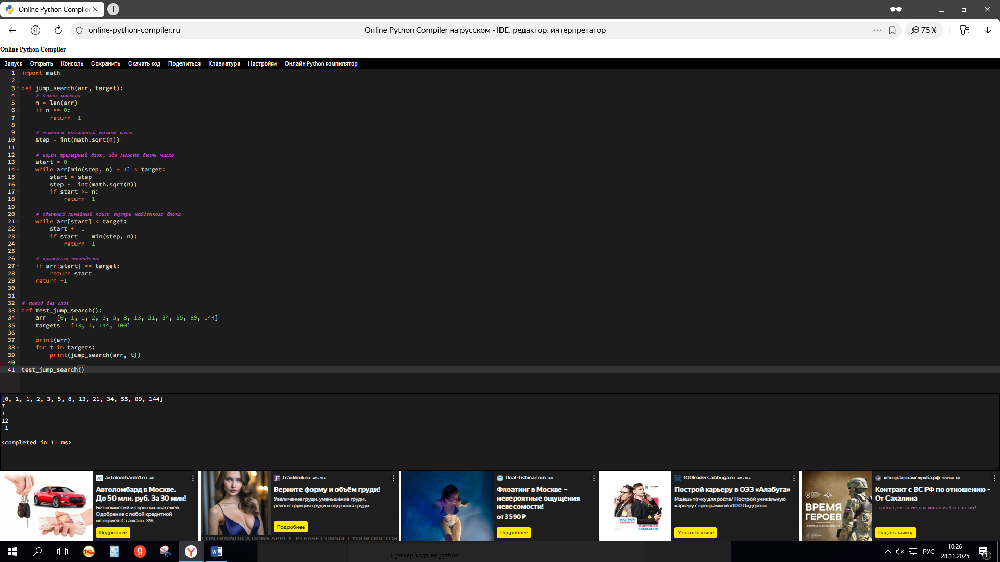 Online Python Compiler
online-python-compiler.ru
Online Python Compiler на русском - IDE, редактор, интерпретатор
75 %
Online Python Compiler
Запуск Открыть Консоль Сохранить Скачать код Поделиться Клавиатура Настройки Онлайн Python компилятор
1 import math
2
3 def jump_search(arr, target):
4 # длина массива
5 n = len(arr)
6 if n == 0:
7 return -1
8
9 # считаем примерный размер шага
10 step = int(math.sqrt(n))
11
12 # ищем примерный блок, где может быть число
13 start = 0
14 while arr[min(step, n) - 1] < target:
15 start = step
16 step += int(math.sqrt(n))
17 if start >= n:
18 return -1
19
20 # обычный линейный поиск внутри найденного блока
21 while arr[start] < target:
22 start += 1
23 if start == min(step, n):
24 return -1
25
26 # проверяем совпадение
27 if arr[start] == target:
28 return start
29 return -1
30
31
32 # вывод без слов
33 def test_jump_search():
34 arr = [0, 1, 1, 2, 3, 5, 8, 13, 21, 34, 55, 89, 144]
35 targets = [13, 1, 144, 100]
36
37 print(arr)
38 for t in targets:
39 print(jump_search(arr, t))
40
41 test_jump_search()
[0, 1, 1, 2, 3, 5, 8, 13, 21, 34, 55, 89, 144]
7
1
12
-1
<completed in 11 ms>
autolombardn1.ru AD
Автоломбард в Москве.
До 50 млн. руб. За 30 мин!
Без комиссий и скрытых платежей.
Одобрение с любой кредитной
историей. Ставка от 3%
Подробнее
frauklinik.ru AD • 18+
Верните форму и объём груди!
Увеличение груди, уменьшение груди,
реконструкция груди и подтяжка груди.
Подробнее
CONTRAINDICATIONS APPLY. PLEASE CONSULT YOUR DOCTOR
float-tishina.com AD
Флоатинг в Москве –
невероятные ощущения
невесомости!
от 3 590 ₽
Подробнее
ПОСТРОЙ
КАРЬЕРУ
В КРУПНОЙ
КОМПАНИИ
100leaders.alabuga.ru AD • 16+
Построй карьеру в ОЭЗ «Алабуга»
Ищешь точку для роста? Построй уникальную
карьеру с программой «100 Лидеров»
Узнать больше
ВРЕМЯ
ГЕРОЕВ
контрактнаяслужба.рф SOCIAL AD
Контракт с ВС РФ по отношению -
От Сахалина
Перелет, питание, проживание бесплатно!
Подать заявку
Пример кода на python:
РУС
10:26
28.11.2025
1